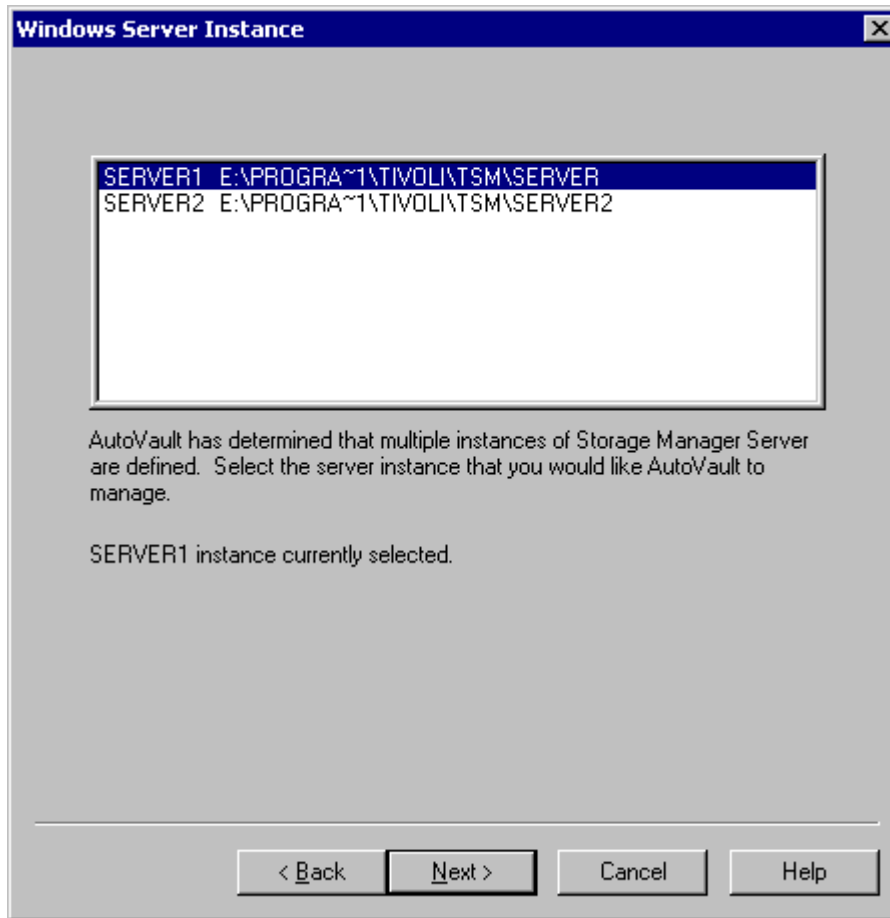 Windows Server Instance
SERVER1 E:\PROGRA~1\TIVOLI\TSM\SERVER
SERVER2 E:\PROGRA~1\TIVOLI\TSM\SERVER2
AutoVault has determined that multiple instances of Storage Manager Server
are defined.  Select the server instance that you would like AutoVault to
manage.
SERVER1 instance currently selected.
< Back
Next >
Cancel
Help